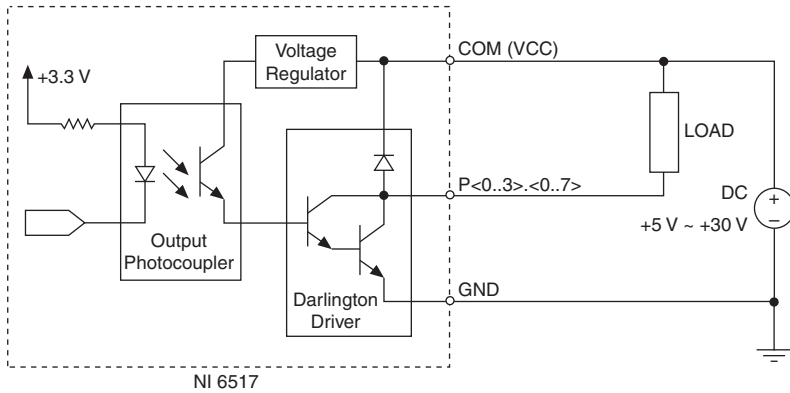 Voltage
Regulator
COM (VCC)
+3.3 V
LOAD
P<0..3>.<0..7>
DC
+
–
+5 V ~ +30 V
Output
Photocoupler
GND
Darlington
Driver
NI 6517